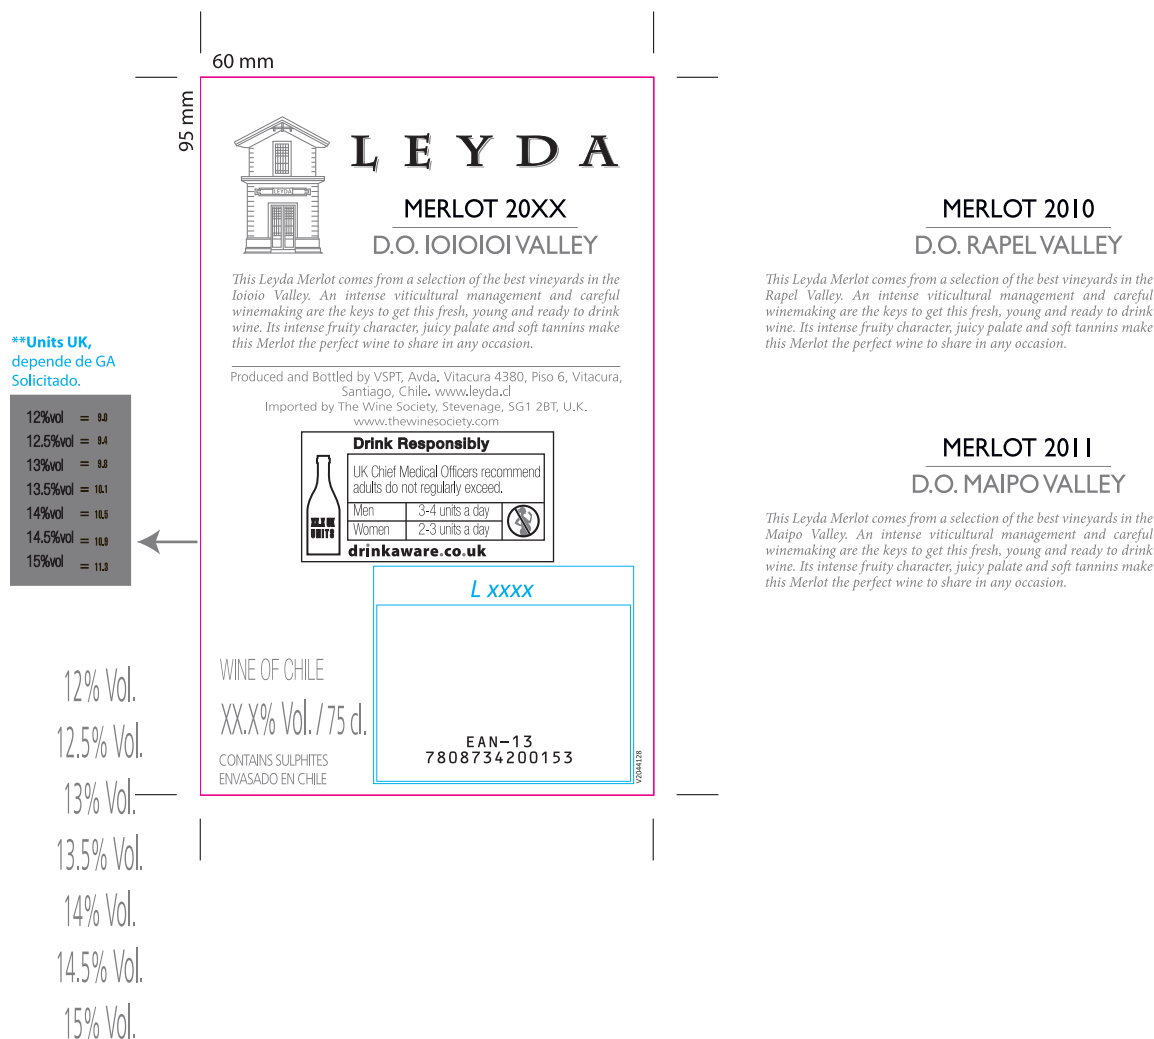 60 mm
95 mm
LEYDA
LEYDA
MERLOT 20XX
D.O. IOIOIOI VALLEY
This Leyda Merlot comes from a selection of the best vineyards in the
Ioioio Valley. An intense viticultural management and careful
winemaking are the keys to get this fresh, young and ready to drink
wine. Its intense fruity character, juicy palate and soft tannins make
this Merlot the perfect wine to share in any occasion.
Produced and Bottled by VSPT, Avda. Vitacura 4380, Piso 6, Vitacura,
Santiago, Chile. www.leyda.cl
Imported by The Wine Society, Stevenage, SG1 2BT, U.K.
www.thewinesociety.com
Drink Responsibly
UK Chief Medical Officers recommend
adults do not regularly exceed.
Men 3-4 units a day
Women 2-3 units a day
UK
UNITS
drinkaware.co.uk
L xxxx
EAN-13
7808734200153
V2044128
WINE OF CHILE
XX.X% Vol. / 75 cl.
CONTAINS SULPHITES
ENVASADO EN CHILE
**Units UK,
depende de GA
Solicitado.
12%vol = 9.0
12.5%vol = 9.4
13%vol = 9.8
13.5%vol = 10.1
14%vol = 10.5
14.5%vol = 10.9
15%vol = 11.3
12% Vol.
12.5% Vol.
13% Vol.
13.5% Vol.
14% Vol.
14.5% Vol.
15% Vol.
MERLOT 2010
D.O. RAPEL VALLEY
This Leyda Merlot comes from a selection of the best vineyards in the
Rapel Valley. An intense viticultural management and careful
winemaking are the keys to get this fresh, young and ready to drink
wine. Its intense fruity character, juicy palate and soft tannins make
this Merlot the perfect wine to share in any occasion.
MERLOT 2011
D.O. MAIPO VALLEY
This Leyda Merlot comes from a selection of the best vineyards in the
Maipo Valley. An intense viticultural management and careful
winemaking are the keys to get this fresh, young and ready to drink
wine. Its intense fruity character, juicy palate and soft tannins make
this Merlot the perfect wine to share in any occasion.